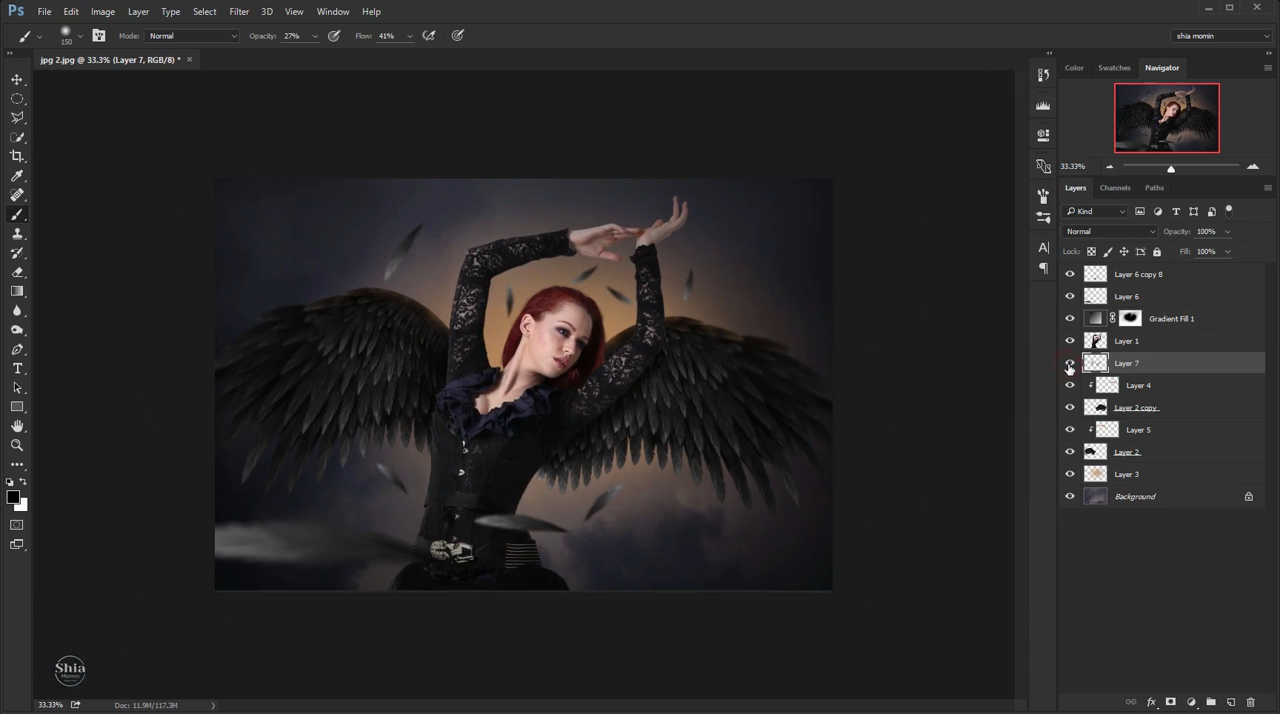 Ps File Edit Image Layer Type Select Filter 3D View Window Help
150 Mode: Normal Opacity: 27% Flow: 41% shia momin
jpg 2.jpg @ 33.3% (Layer 7, RGB/8) * ×
Color Swatches Navigator
33.33%
Layers Channels Paths
Kind
Normal Opacity: 100%
Lock: Fill: 100%
Layer 6 copy 8
Layer 6
Gradient Fill 1
Layer 1
Layer 7
Layer 4
Layer 2 copy
Layer 5
Layer 2
Layer 3
Background
Shia
Momin
33.33% Doc: 11.9M/117.3M